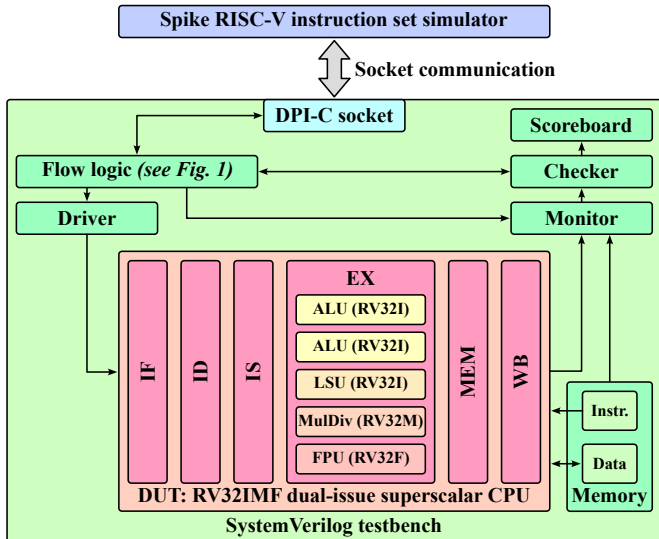 Spike RISC-V instruction set simulator
Socket communication
DPI-C socket
Scoreboard
Flow logic (see Fig. 1)
Checker
Driver
Monitor
IF
ID
IS
EX
ALU (RV32I)
ALU (RV32I)
LSU (RV32I)
MulDiv (RV32M)
FPU (RV32F)
MEM
WB
Instr.
Data
Memory
DUT: RV32IMF dual-issue superscalar CPU
SystemVerilog testbench